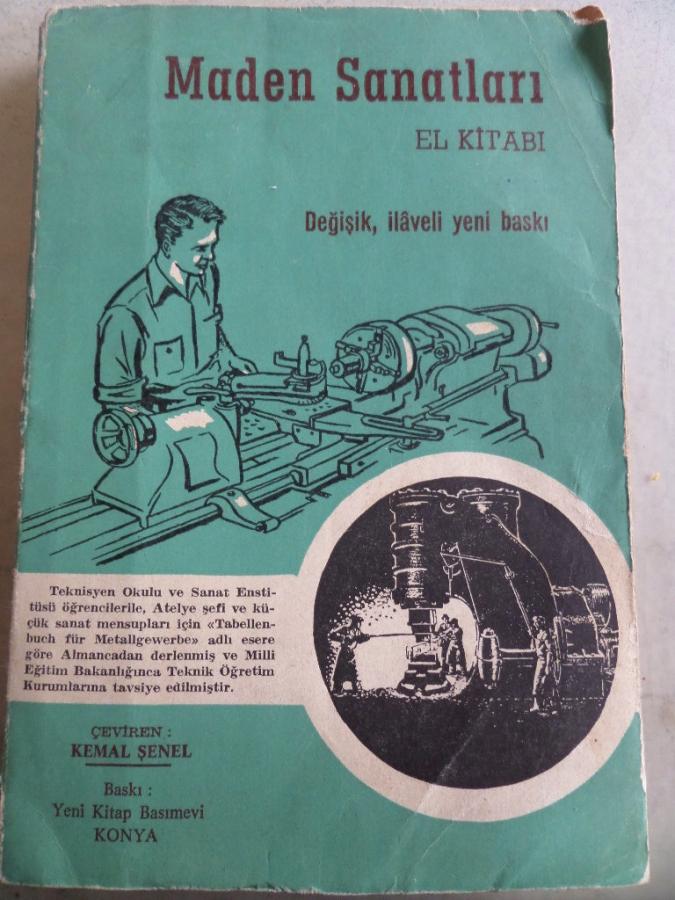 Maden Sanatları
EL KİTABI
Değişik, ilâveli yeni baskı
Teknisyen Okulu ve Sanat Ensti-
tüsü öğrencilerile, Atelye şefi ve kü-
çük sanat mensupları için «Tabellen-
buch für Metallgewerbe» adlı esere
göre Almancadan derlenmiş ve Milli
Eğitim Bakanlığınca Teknik Öğretim
Kurumlarına tavsiye edilmiştir.
ÇEVİREN :
KEMAL ŞENEL
Baskı :
Yeni Kitap Basımevi
KONYA